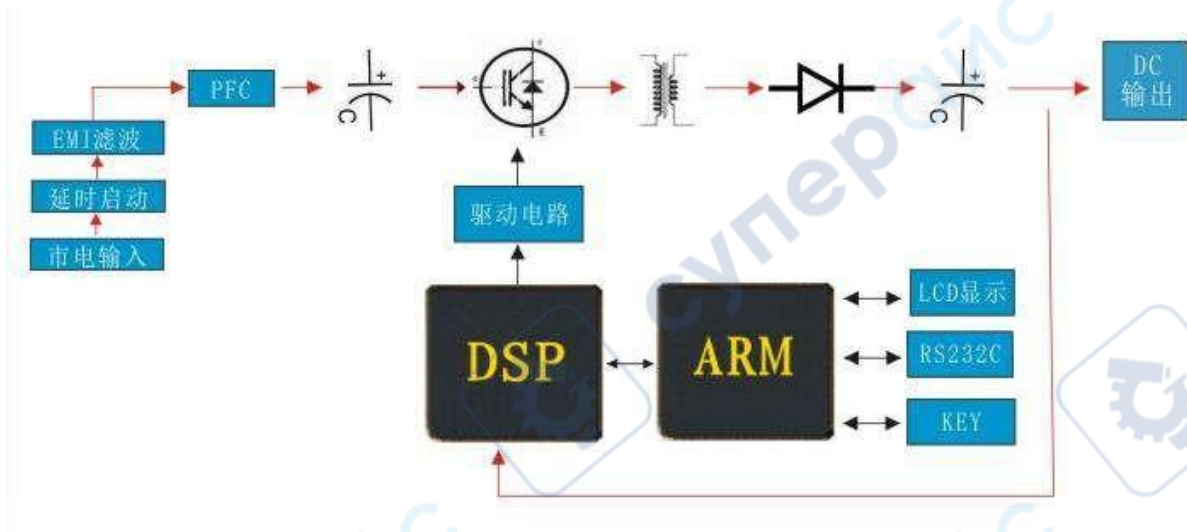 PFC
C
+
C
+
DC
输出
EMI滤波
延时启动
驱动电路
市电输入
E
DSP
ARM
LCD显示
RS232C
KEY
суперайс